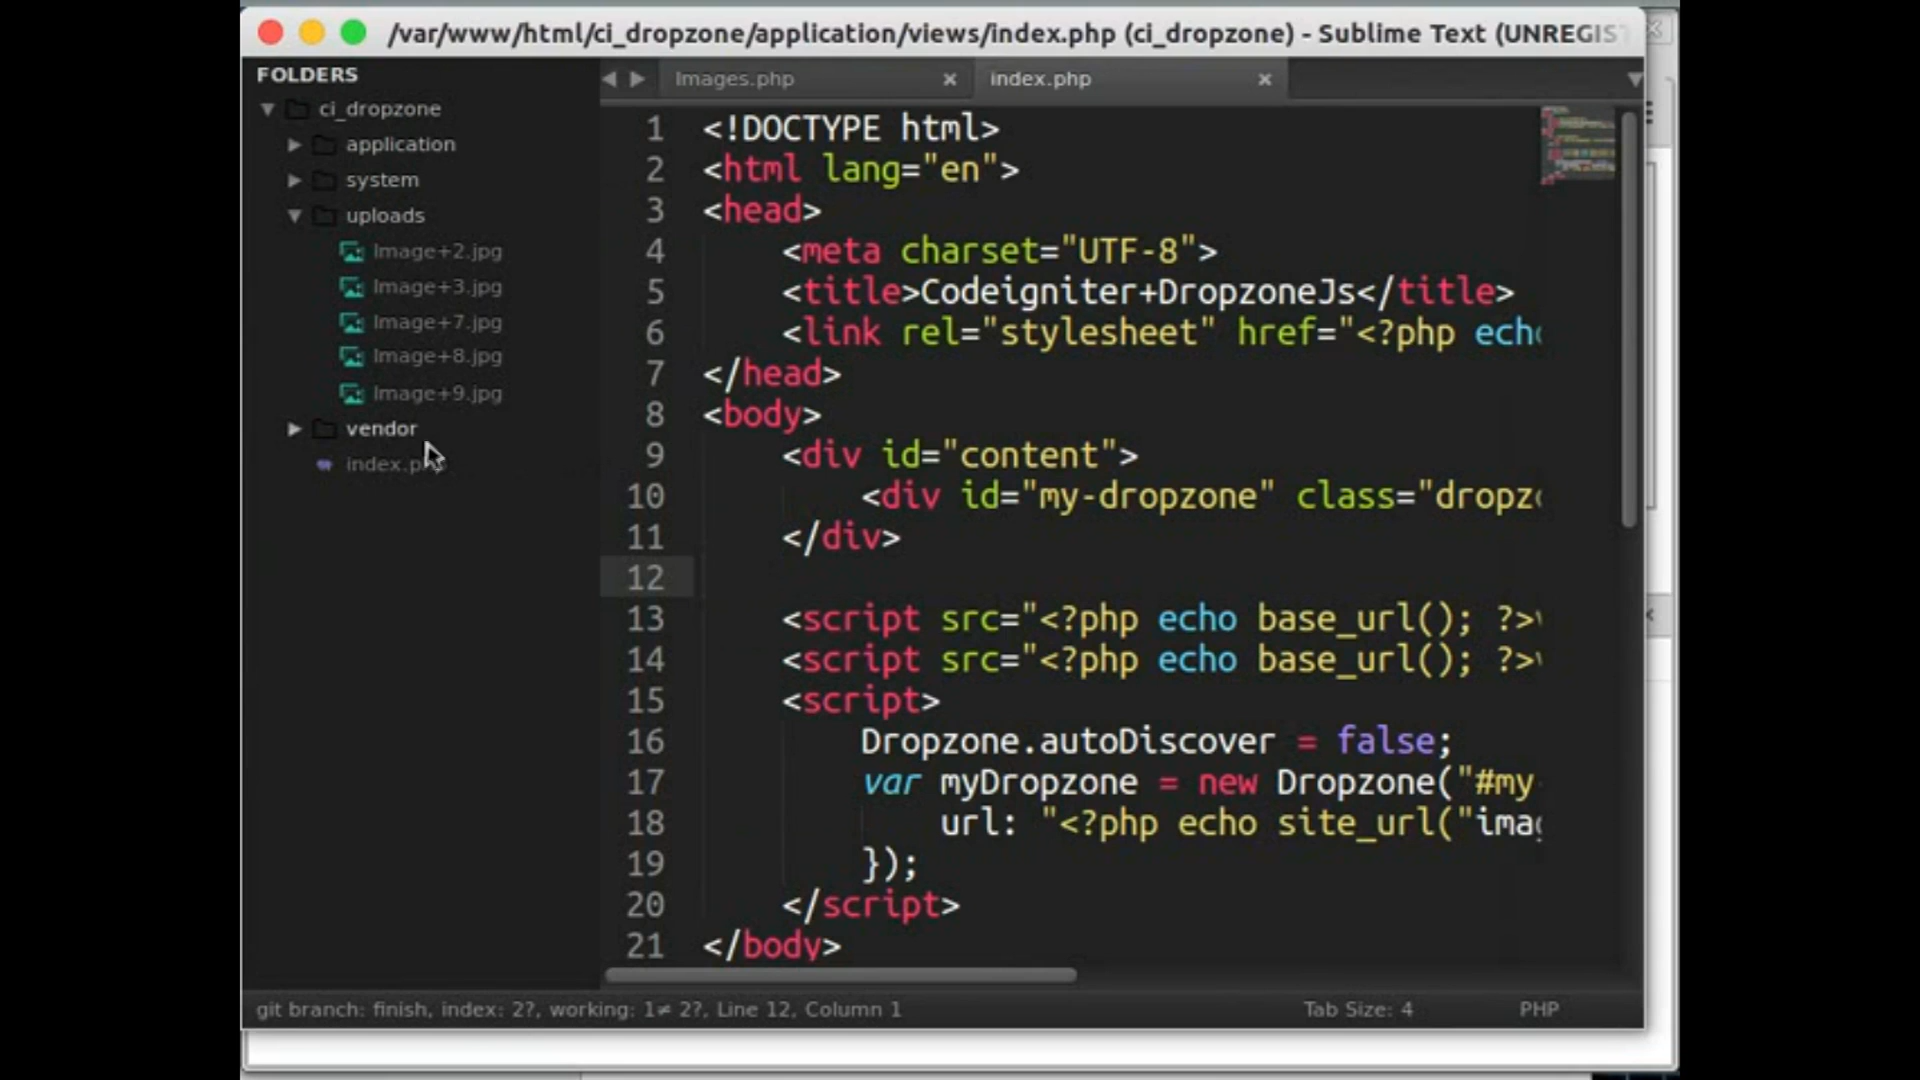 /var/www/html/ci_dropzone/application/views/index.php (ci_dropzone) - Sublime Text (UNREGIS
FOLDERS
ci_dropzone
application
system
uploads
Image+2.jpg
Image+3.jpg
Image+7.jpg
Image+8.jpg
Image+9.jpg
vendor
index.php
Images.php
index.php
1 <!DOCTYPE html>
2 <html lang="en">
3 <head>
4 <meta charset="UTF-8">
5 <title>Codeigniter+DropzoneJs</title>
6 <link rel="stylesheet" href="<?php echo
7 </head>
8 <body>
9 <div id="content">
10 <div id="my-dropzone" class="dropzo
11 </div>
12
13 <script src="<?php echo base_url(); ?>
14 <script src="<?php echo base_url(); ?>
15 <script>
16 Dropzone.autoDiscover = false;
17 var myDropzone = new Dropzone("#my
18 url: "<?php echo site_url("ima
19 });
20 </script>
21 </body>
git branch: finish, index: 2?, working: 1≠ 2?, Line 12, Column 1
Tab Size: 4
PHP